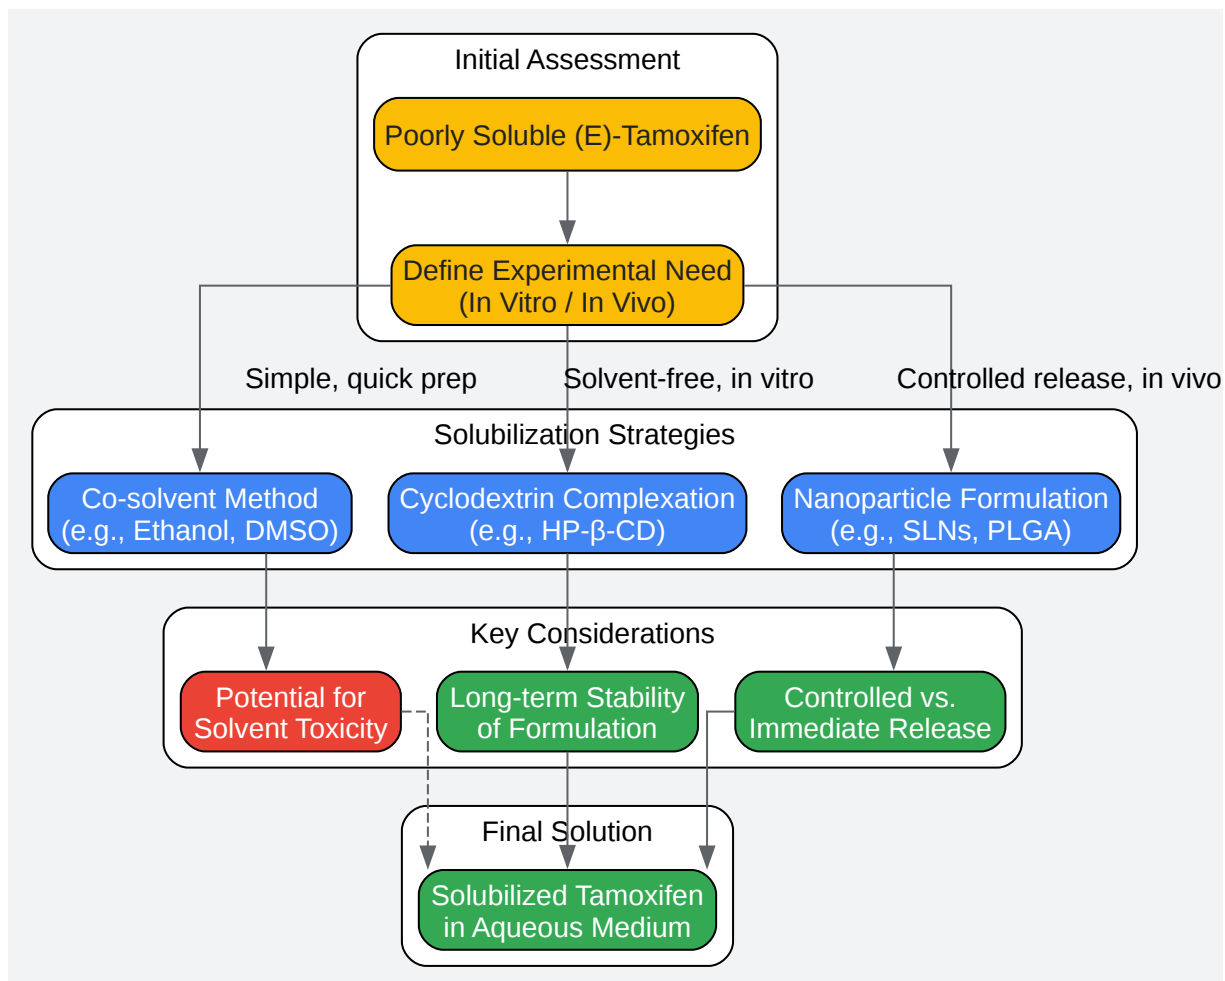 Initial Assessment
Poorly Soluble (E)-Tamoxifen
Define Experimental Need
(In Vitro / In Vivo)
Simple, quick prep
Solvent-free, in vitro
Controlled release, in vivo
Solubilization Strategies
Co-solvent Method
(e.g., Ethanol, DMSO)
Cyclodextrin Complexation
(e.g., HP-β-CD)
Nanoparticle Formulation
(e.g., SLNs, PLGA)
Key Considerations
Potential for
Solvent Toxicity
Long-term Stability
of Formulation
Controlled vs.
Immediate Release
Final Solution
Solubilized Tamoxifen
in Aqueous Medium